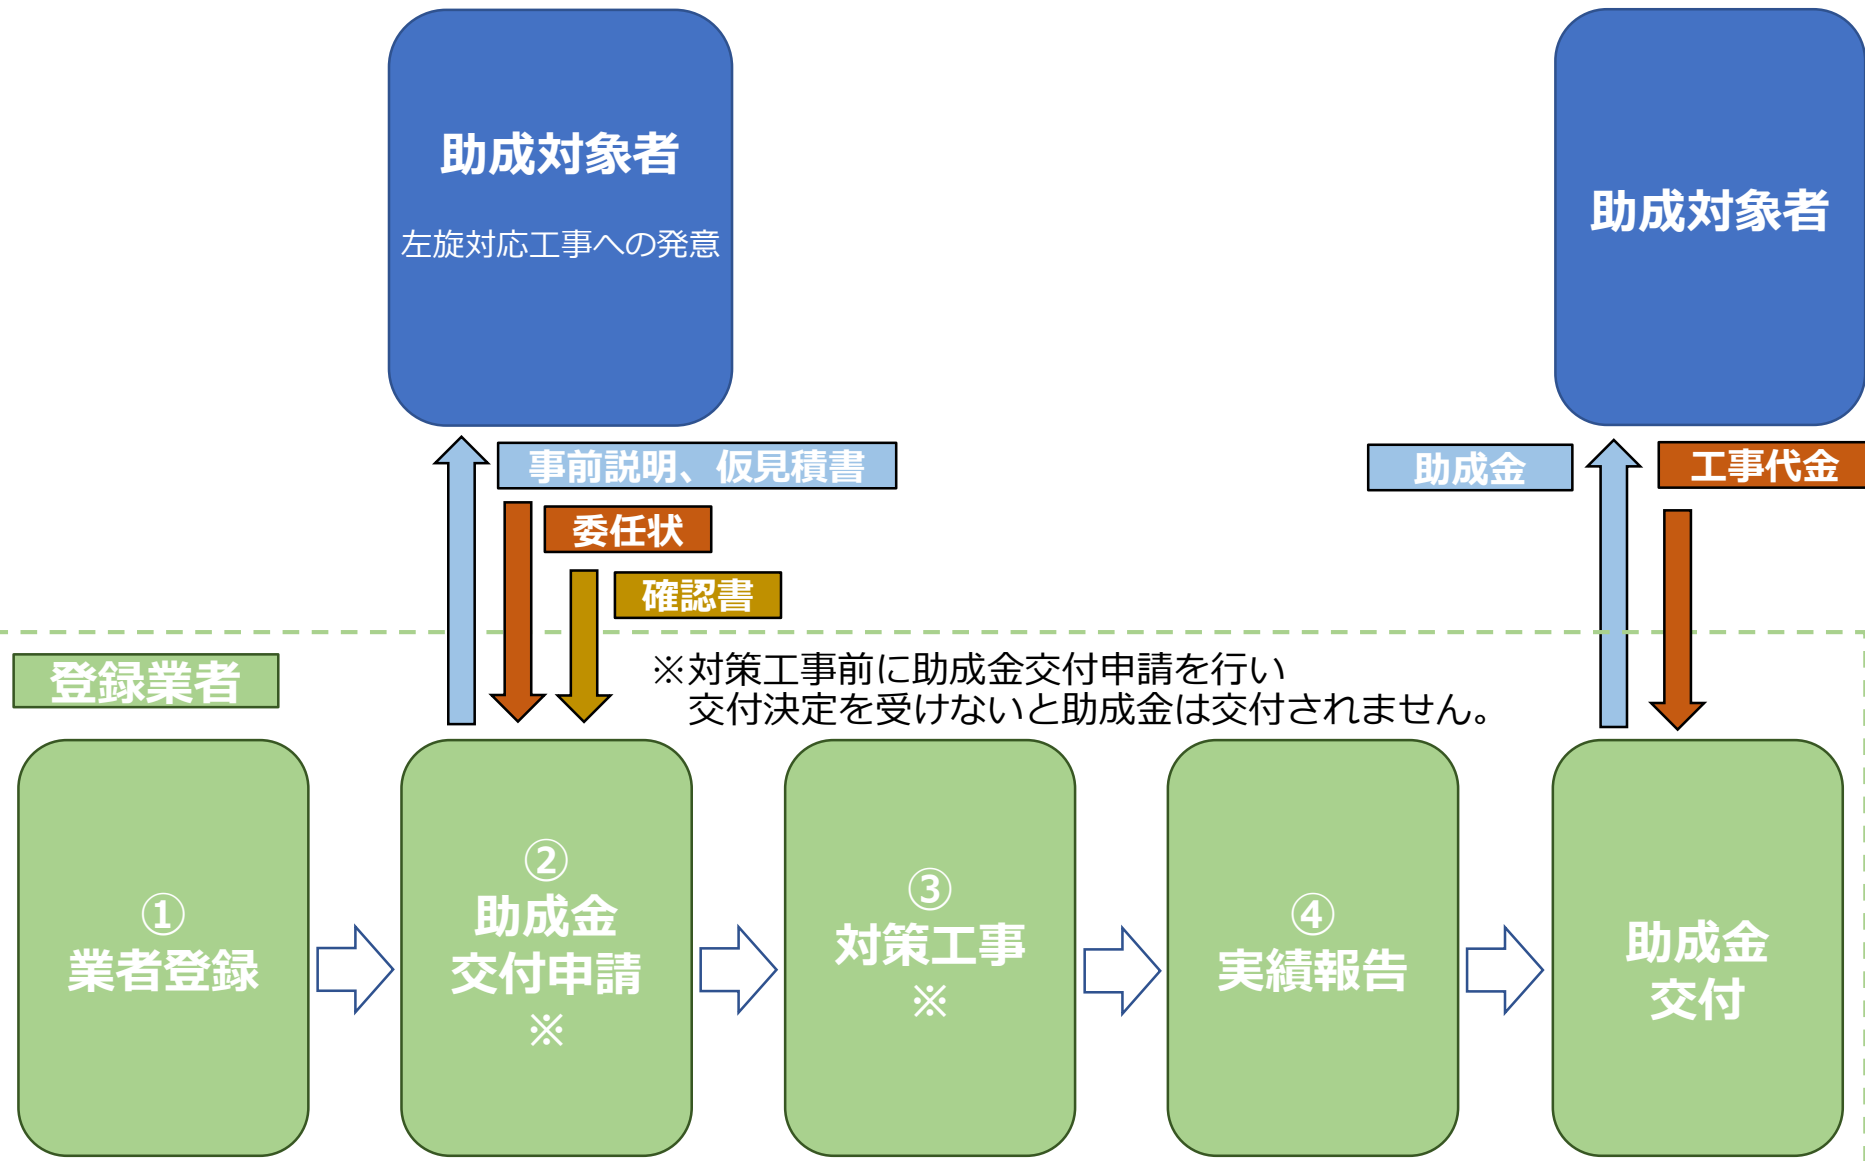 助成対象者
左旋対応工事への発意
助成対象者
事前説明、仮見積書
委任状
確認書
助成金
工事代金
登録業者
※対策工事前に助成金交付申請を行い
交付決定を受けないと助成金は交付されません。
①
業者登録
②
助成金
交付申請
※
③
対策工事
※
④
実績報告
助成金
交付